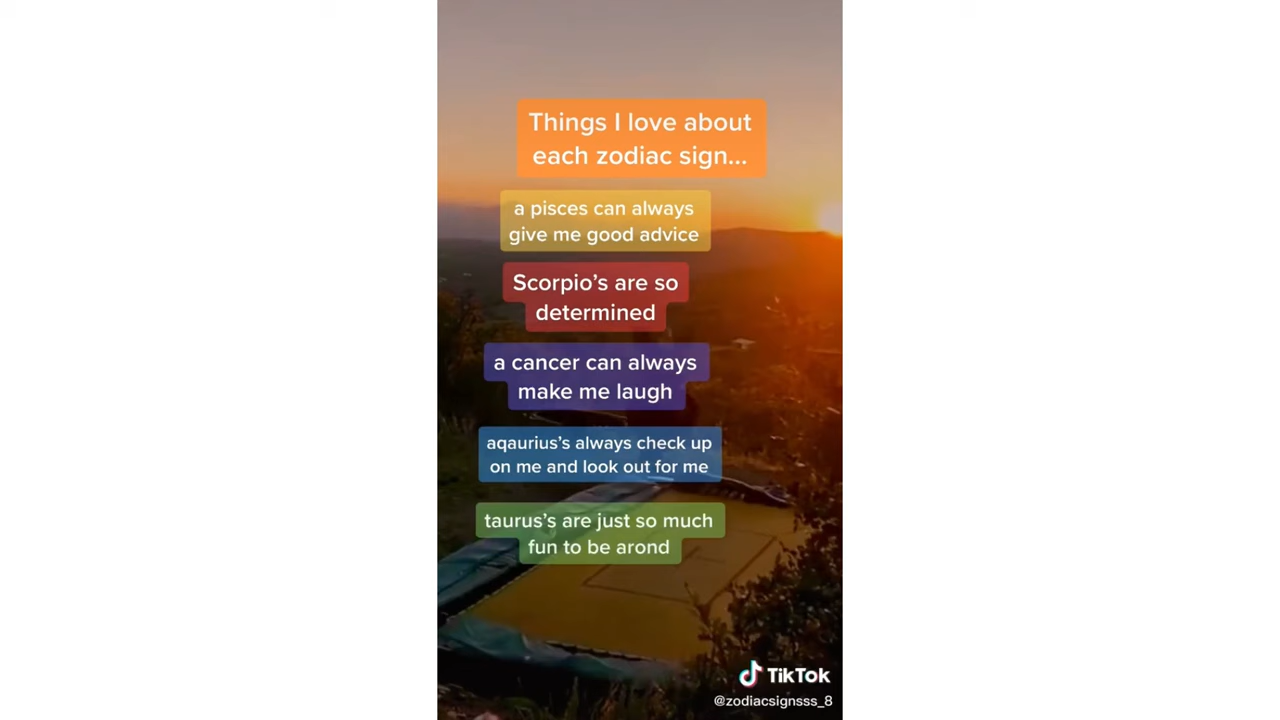 Things I love about
each zodiac sign...
a pisces can always
give me good advice
Scorpio's are so
determined
a cancer can always
make me laugh
aqaurius's always check up
on me and look out for me
taurus's are just so much
fun to be arond
TikTok
@zodiacsignsss_8